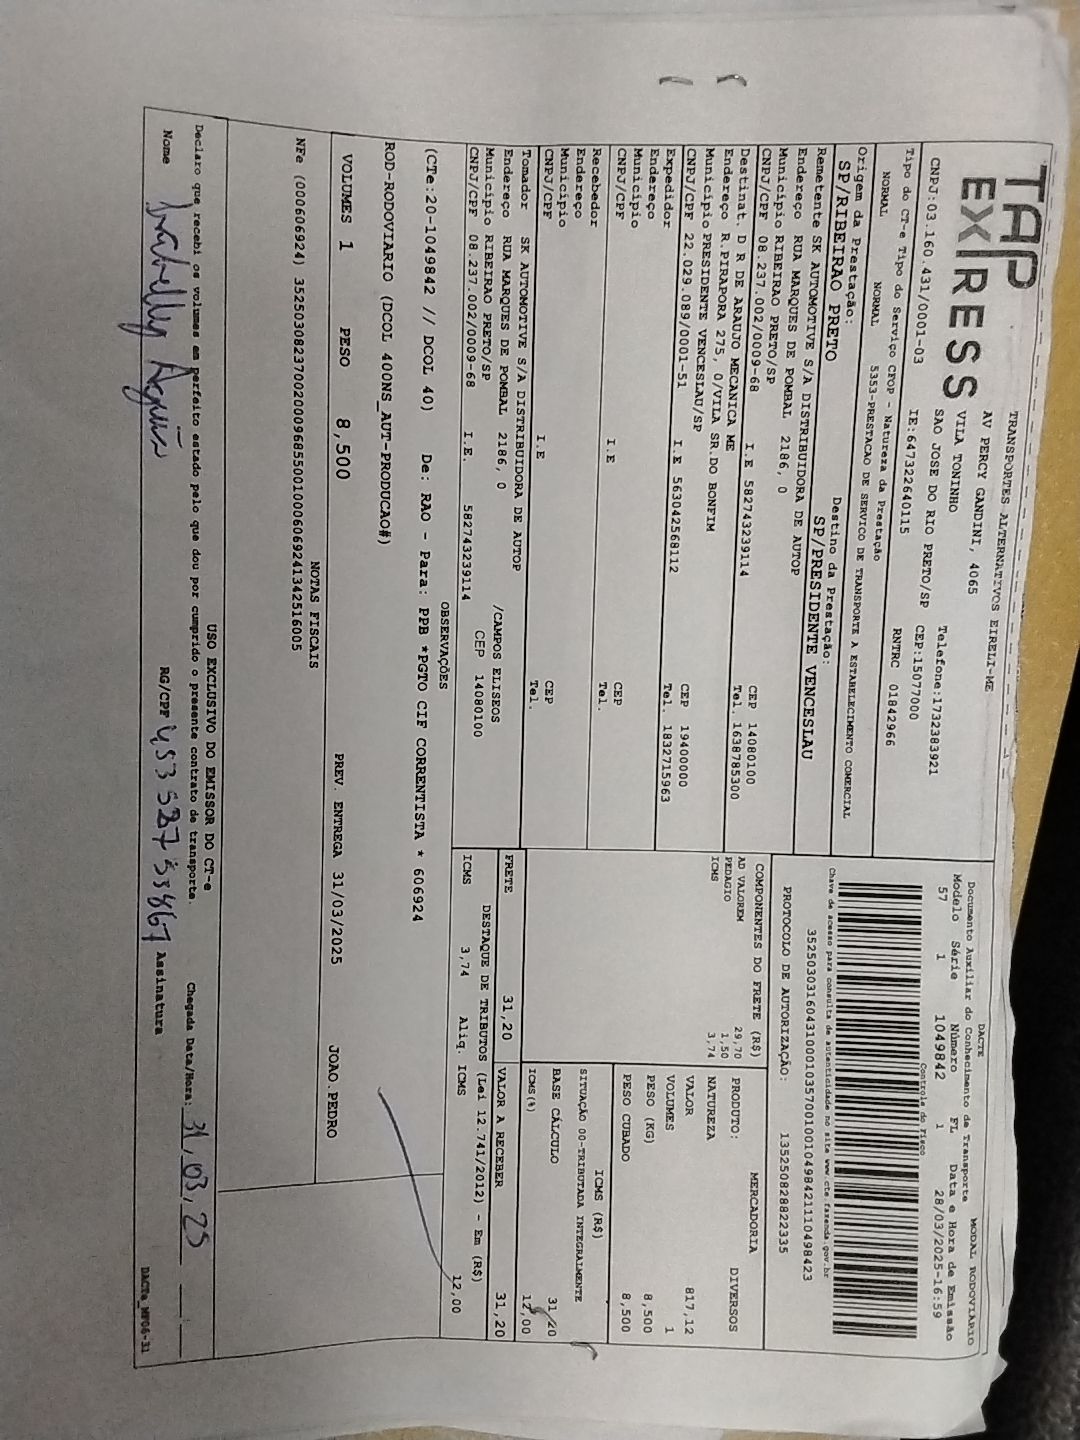 TAP
EXPRESS
TRANSPORTES ALTERNATIVOS EIRELI-ME
AV PERCY GANDINI, 4065
VILA TONINHO
SAO JOSE DO RIO PRETO/SP CEP:15077000
Telefone:1732383921
CNPJ:03.160.431/0001-03 IE:647322640115 RNTRC 01842966
Tipo do CT-e Tipo do Serviço CFOP - Natureza da Prestação
NORMAL NORMAL 5353-PRESTACAO DE SERVICO DE TRANSPORTE A ESTABELECIMENTO COMERCIAL
Origem da Prestação: Destino da Prestação:
SP/RIBEIRAO PRETO SP/PRESIDENTE VENCESLAU
Remetente SK AUTOMOTIVE S/A DISTRIBUIDORA DE AUTOP
Endereço RUA MARQUES DE POMBAL 2186, 0
Município RIBEIRAO PRETO/SP CEP 14080100
CNPJ/CPF 08.237.002/0009-68 I.E 582743239114 Tel. 1638785300
Destinat. D R DE ARAUJO MECANICA ME
Endereço R.PIRAPORA 275, 0/VILA SR.DO BONFIM
Município PRESIDENTE VENCESLAU/SP CEP 19400000
CNPJ/CPF 22.029.089/0001-51 I.E 563042568112 Tel. 1832715963
Expedidor
Endereço
Município CEP
CNPJ/CPF I.E Tel.
Recebedor
Endereço
Município CEP
CNPJ/CPF I.E Tel.
Tomador SK AUTOMOTIVE S/A DISTRIBUIDORA DE AUTOP
Endereço RUA MARQUES DE POMBAL 2186, 0 /CAMPOS ELISEOS
Município RIBEIRAO PRETO/SP CEP 14080100
CNPJ/CPF 08.237.002/0009-68 I.E. 582743239114
DACTE MODAL RODOVIÁRIO
Documento Auxiliar do Conhecimento de Transporte
Modelo Série Número FL Data e Hora de Emissão
57 1 1049842 1 28/03/2025-16:59
Controle do Fisco
35250303160431000103570010010498421110498423
Chave de acesso para consulta de autenticidade no site www.cte.fazenda.gov.br
PROTOCOLO DE AUTORIZAÇÃO: 135250828822335
COMPONENTES DO FRETE (R$)
AD VALOREM 29,70
PEDAGIO 1,50
ICMS 3,74
PRODUTO: MERCADORIA
NATUREZA DIVERSOS
VALOR 817,12
VOLUMES 1
PESO (KG) 8,500
PESO CUBADO 8,500
ICMS (R$)
SITUAÇÃO 00-TRIBUTADA INTEGRALMENTE
BASE CÁLCULO 31,20
ICMS(%) 12,00
FRETE 31,20 VALOR A RECEBER 31,20
DESTAQUE DE TRIBUTOS (Lei 12.741/2012) - Em (R$)
ICMS 3,74 Aliq. ICMS 12,00
OBSERVAÇÕES
(CTe:20-1049842 // DCOL 40) De: RAO - Para: PPB *PGTO CIF CORRENTISTA * 606924
ROD-RODOVIARIO (DCOL 400NS_AUT-PRODUCAO#)
VOLUMES 1 PESO 8,500 PREV. ENTREGA 31/03/2025 JOAO.PEDRO
NOTAS FISCAIS
NFe (000606924) 35250308237002000968550010006069241342516005
USO EXCLUSIVO DO EMISSOR DO CT-e
Declaro que recebi os volumes em perfeito estado pelo que dou por cumprido o presente contrato de transporte. Chegada Data/Hora: 31,03,25
Nome RG/CPF Assinatura
DACTe_MF06-31